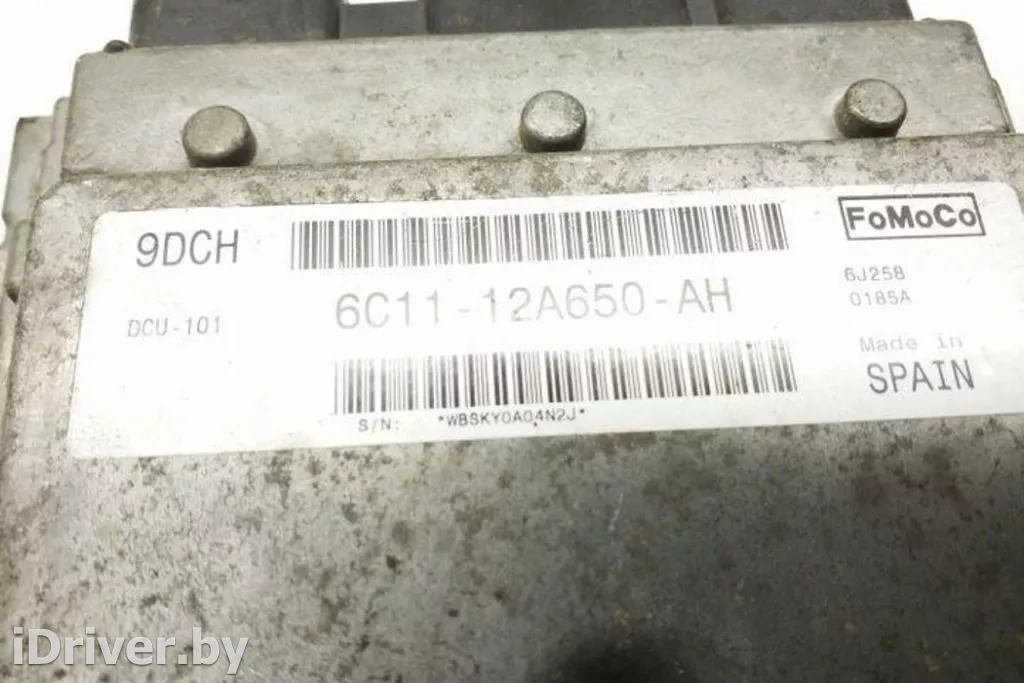 9DCH
FoMoCo
6J258
0185A
DCU-101
6C11-12A650-AH
Made in
SPAIN
S/N: *WBSKY0A04N2J*
iDriver.by